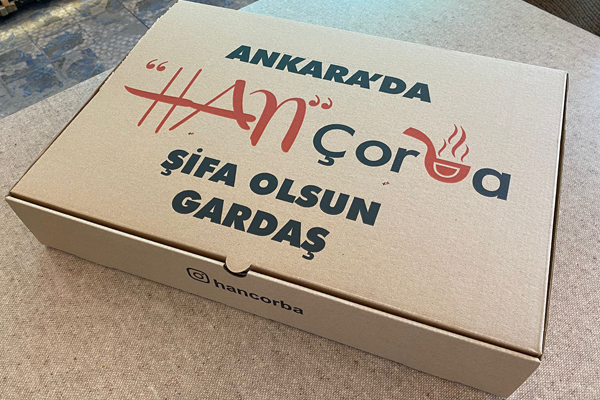 ANKARA'DA
"HAN" Çorba
ŞİFA OLSUN
GARDAŞ
hancorba